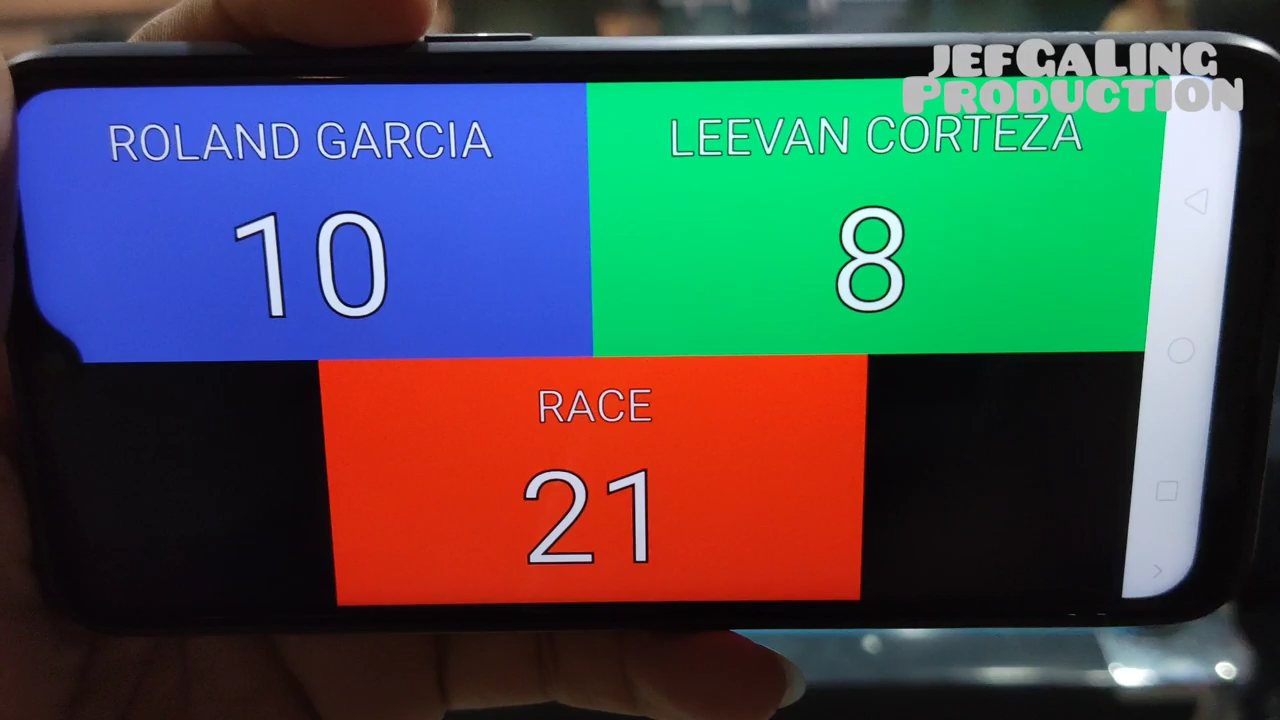 JEFGALING
PRODUCTION
ROLAND GARCIA
LEEVAN CORTEZA
10
8
RACE
21